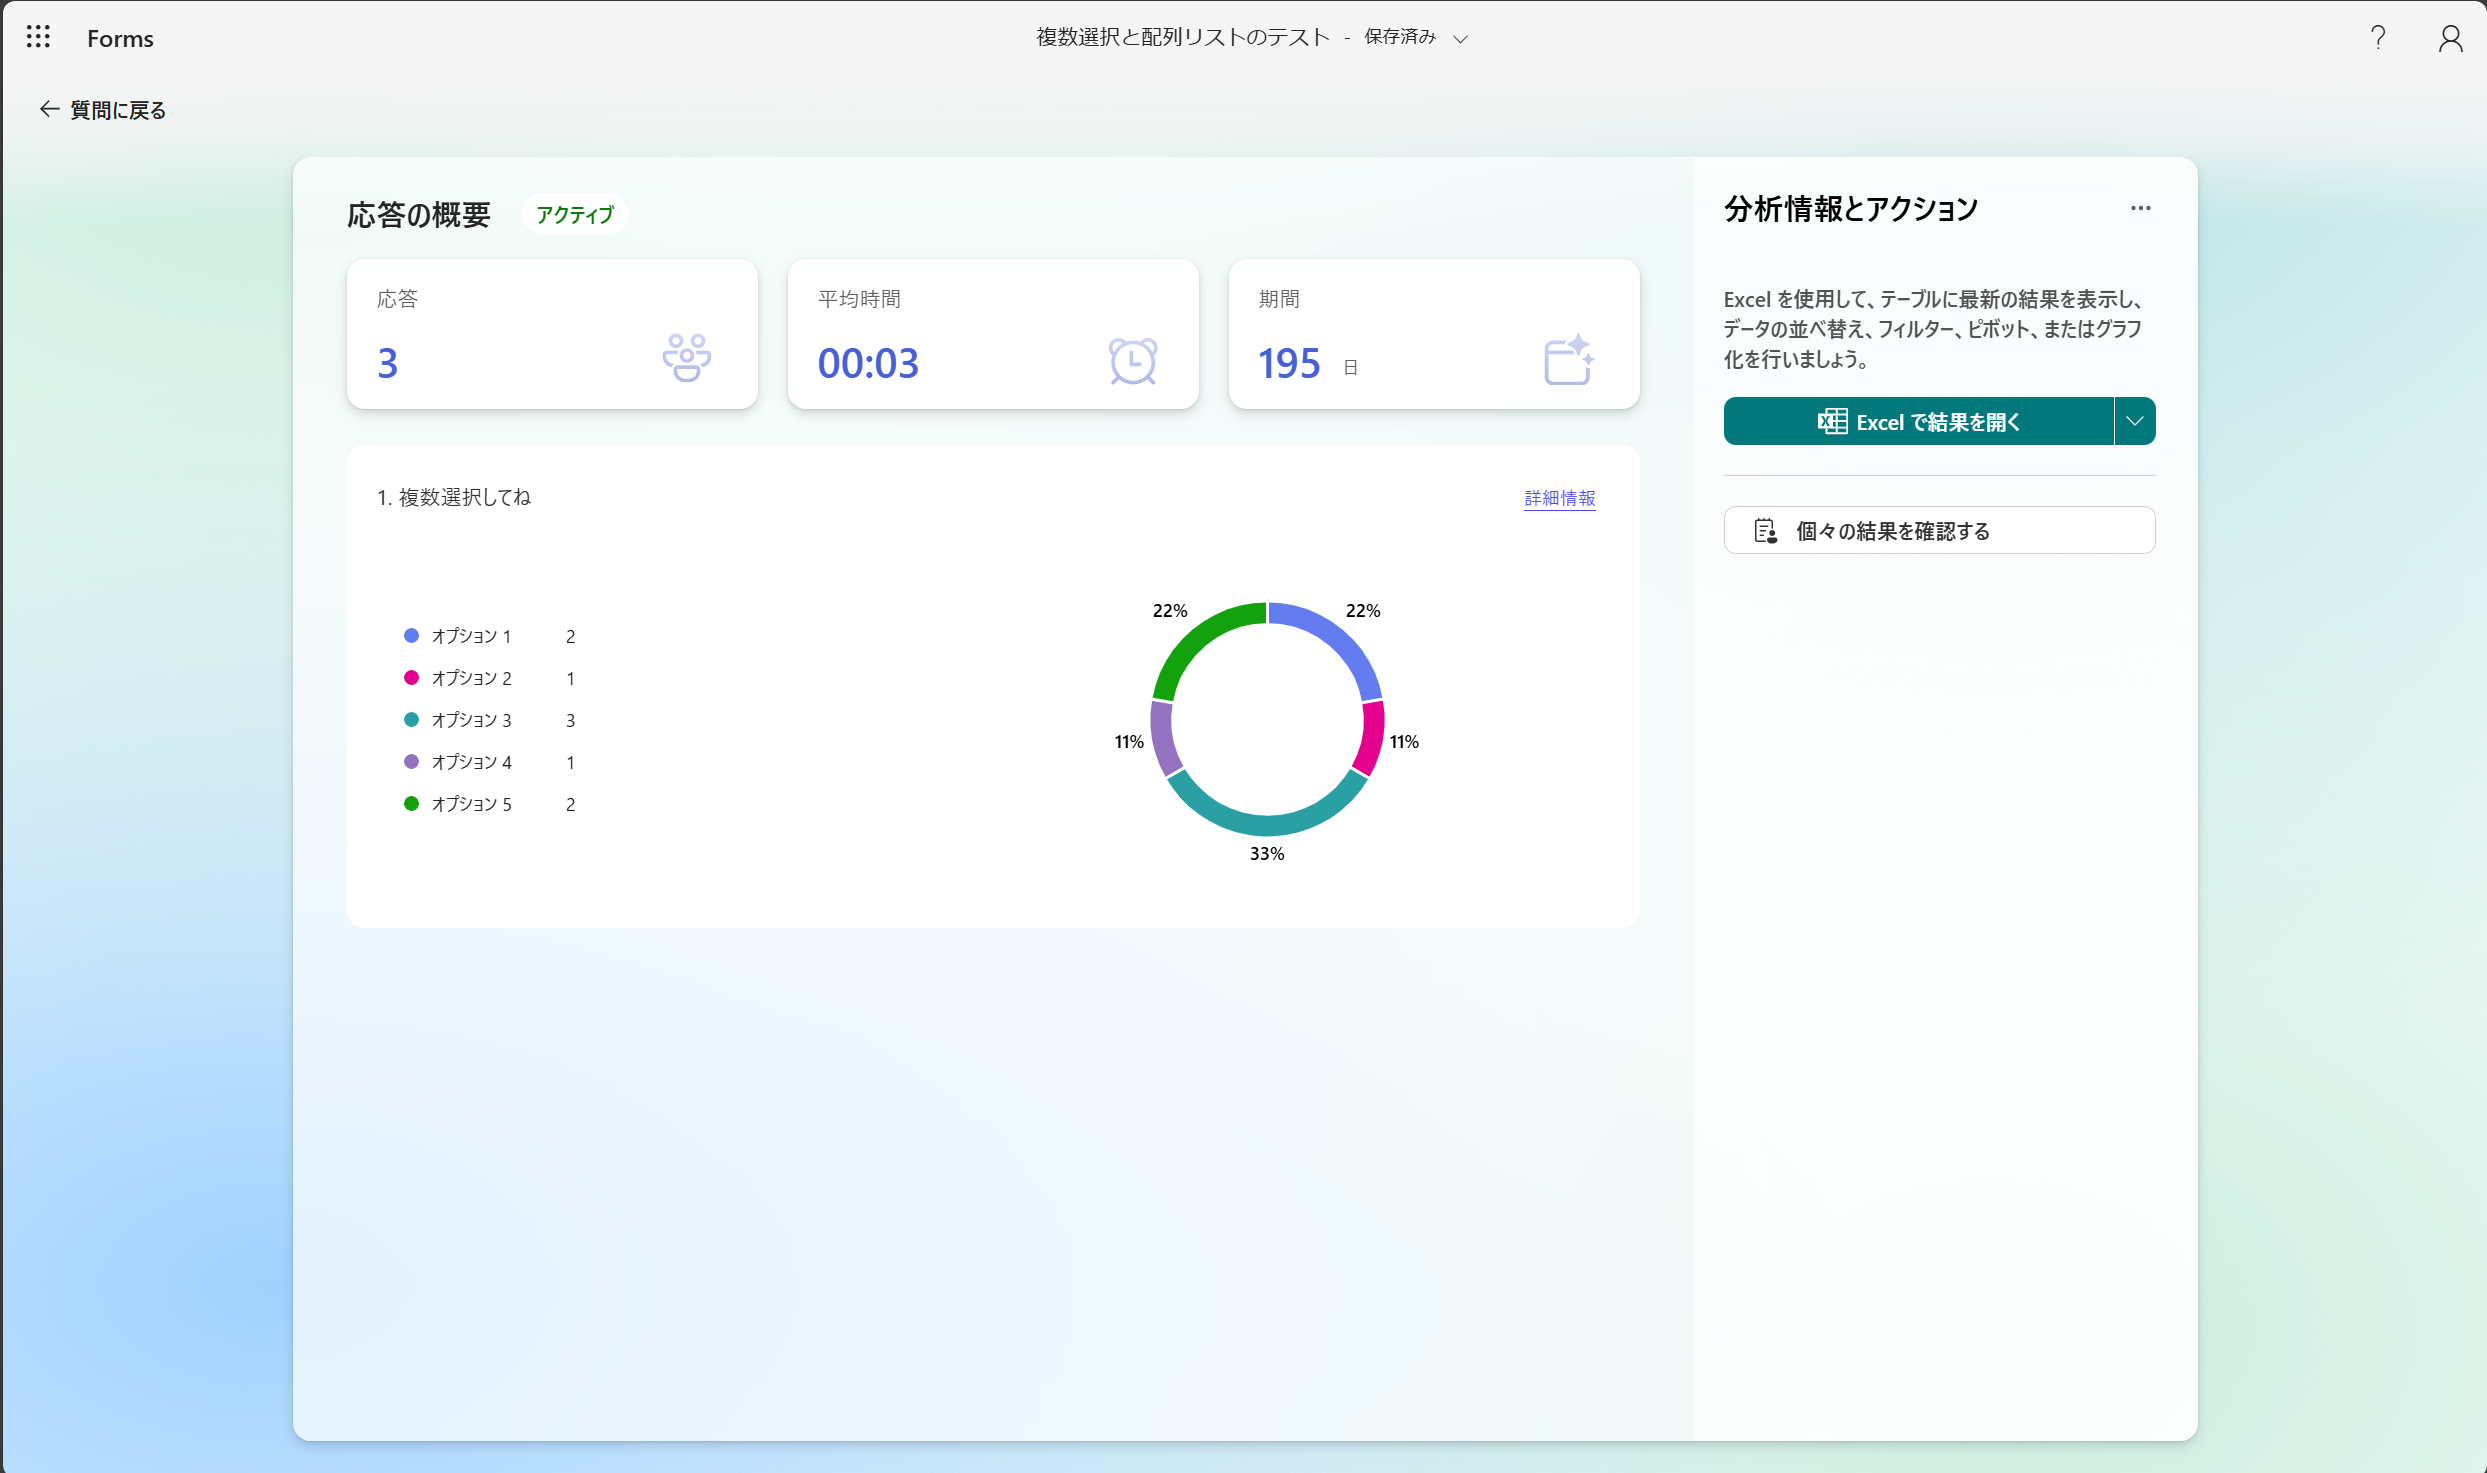 Forms
複数選択と配列リストのテスト - 保存済み
質問に戻る
応答の概要
アクティブ
応答
3
平均時間
00:03
期間
195 日
1. 複数選択してね
詳細情報
オプション 1 2
オプション 2 1
オプション 3 3
オプション 4 1
オプション 5 2
22%
22%
11%
11%
33%
分析情報とアクション
Excel を使用して、テーブルに最新の結果を表示し、
データの並べ替え、フィルター、ピボット、またはグラフ
化を行いましょう。
Excel で結果を開く
個々の結果を確認する